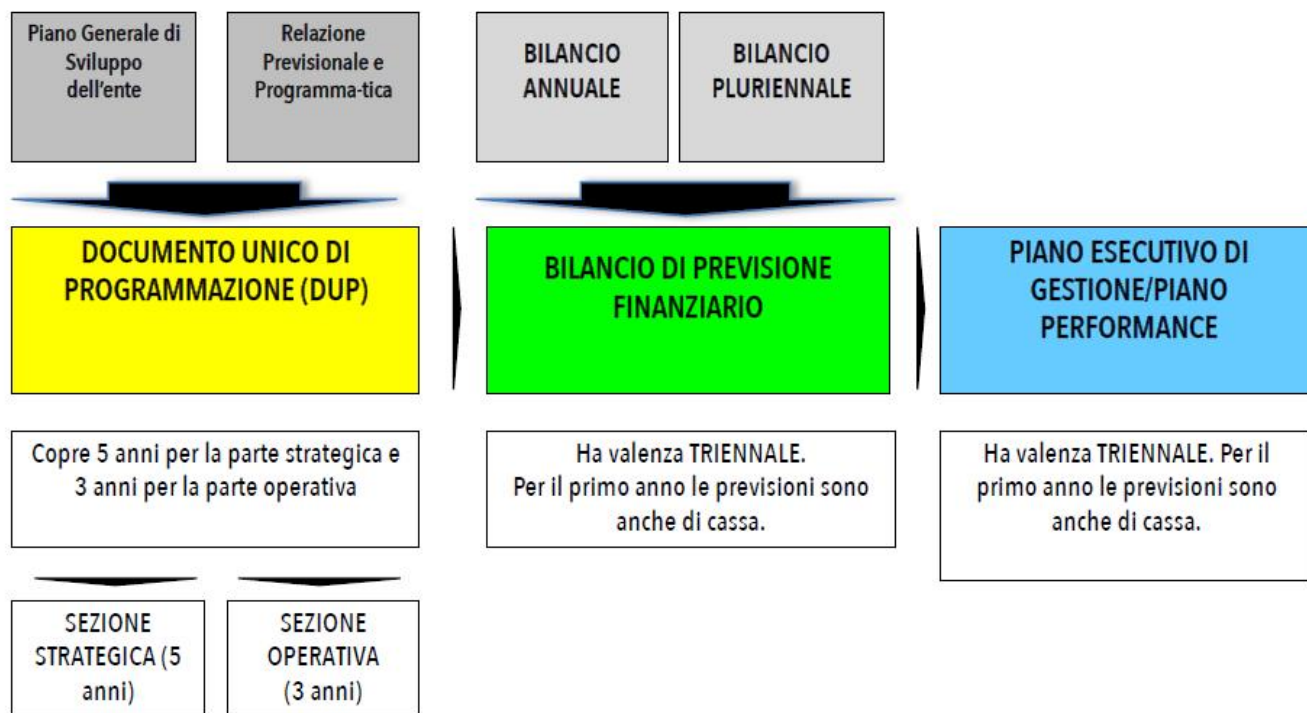 Piano Generale di
Sviluppo
dell'ente
Relazione
Previsionale e
Programma-tica
BILANCIO
ANNUALE
BILANCIO
PLURIENNALE
DOCUMENTO UNICO DI
PROGRAMMAZIONE (DUP)
BILANCIO DI PREVISIONE
FINANZIARIO
PIANO ESECUTIVO DI
GESTIONE/PIANO
PERFORMANCE
Copre 5 anni per la parte strategica e
3 anni per la parte operativa
Ha valenza TRIENNALE.
Per il primo anno le previsioni sono
anche di cassa.
Ha valenza TRIENNALE. Per il
primo anno le previsioni sono
anche di cassa.
SEZIONE
STRATEGICA (5
anni)
SEZIONE
OPERATIVA
(3 anni)